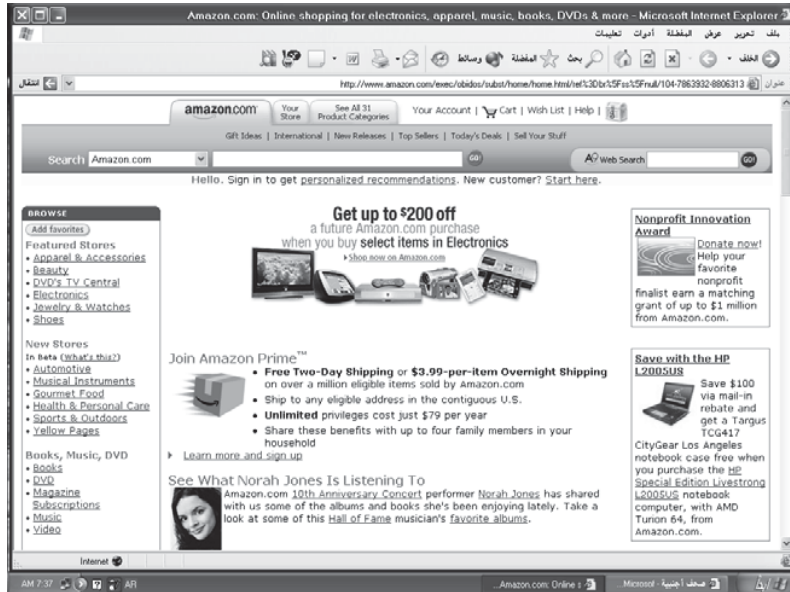 Amazon.com: Online shopping for electronics, apparel, music, books, DVDs & more - Microsoft Internet Explorer
ملف تحرير عرض المفضلة أدوات تعليمات
الخلف بحث المفضلة وسائط
عنوان http://www.amazon.com/exec/obidos/subst/home/home.html/ref%3Dbr%5Fss%5Fnull/104-7863932-8806313 انتقال
amazon.com Your Store See All 31 Product Categories Your Account | Cart | Wish List | Help |
Gift Ideas | International | New Releases | Top Sellers | Today's Deals | Sell Your Stuff
Search Amazon.com GO! A9 Web Search GO!
Hello. Sign in to get personalized recommendations. New customer? Start here.
BROWSE
Add favorites
Featured Stores
• Apparel & Accessories
• Beauty
• DVD's TV Central
• Electronics
• Jewelry & Watches
• Shoes
New Stores
In Beta (What's this?)
• Automotive
• Musical Instruments
• Gourmet Food
• Health & Personal Care
• Sports & Outdoors
• Yellow Pages
Books, Music, DVD
• Books
• DVD
• Magazine
Subscriptions
• Music
• Video
Get up to $200 off
a future Amazon.com purchase
when you buy select items in Electronics
Shop now on Amazon.com
Join Amazon Prime™
• Free Two-Day Shipping or $3.99-per-item Overnight Shipping
on over a million eligible items sold by Amazon.com
• Ship to any eligible address in the contiguous U.S.
• Unlimited privileges cost just $79 per year
• Share these benefits with up to four family members in your
household
Learn more and sign up
See What Norah Jones Is Listening To
Amazon.com 10th Anniversary Concert performer Norah Jones has shared
with us some of the albums and books she's been enjoying lately. Take a
look at some of this Hall of Fame musician's favorite albums.
Nonprofit Innovation
Award
Donate now!
Help your
favorite
nonprofit
finalist earn a matching
grant of up to $1 million
from Amazon.com.
Save with the HP
L2005US
Save $100
via mail-in
rebate and
get a Targus
TCG417
CityGear Los Angeles
notebook case free when
you purchase the HP
Special Edition Livestrong
L2005US notebook
computer, with AMD
Turion 64, from
Amazon.com.
Internet
AM 7:37 AR ...Amazon.com: Online s ...Microsoft - صحف أجنبية ابدأ